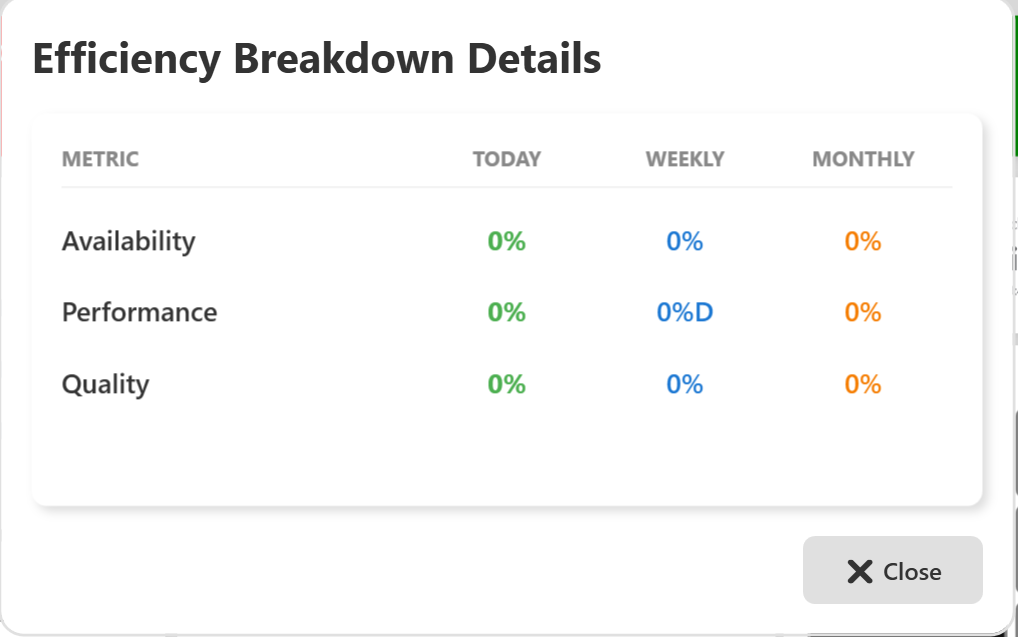 Efficiency Breakdown Details
METRIC TODAY WEEKLY MONTHLY
Availability 0% 0% 0%
Performance 0% 0%D 0%
Quality 0% 0% 0%
Close